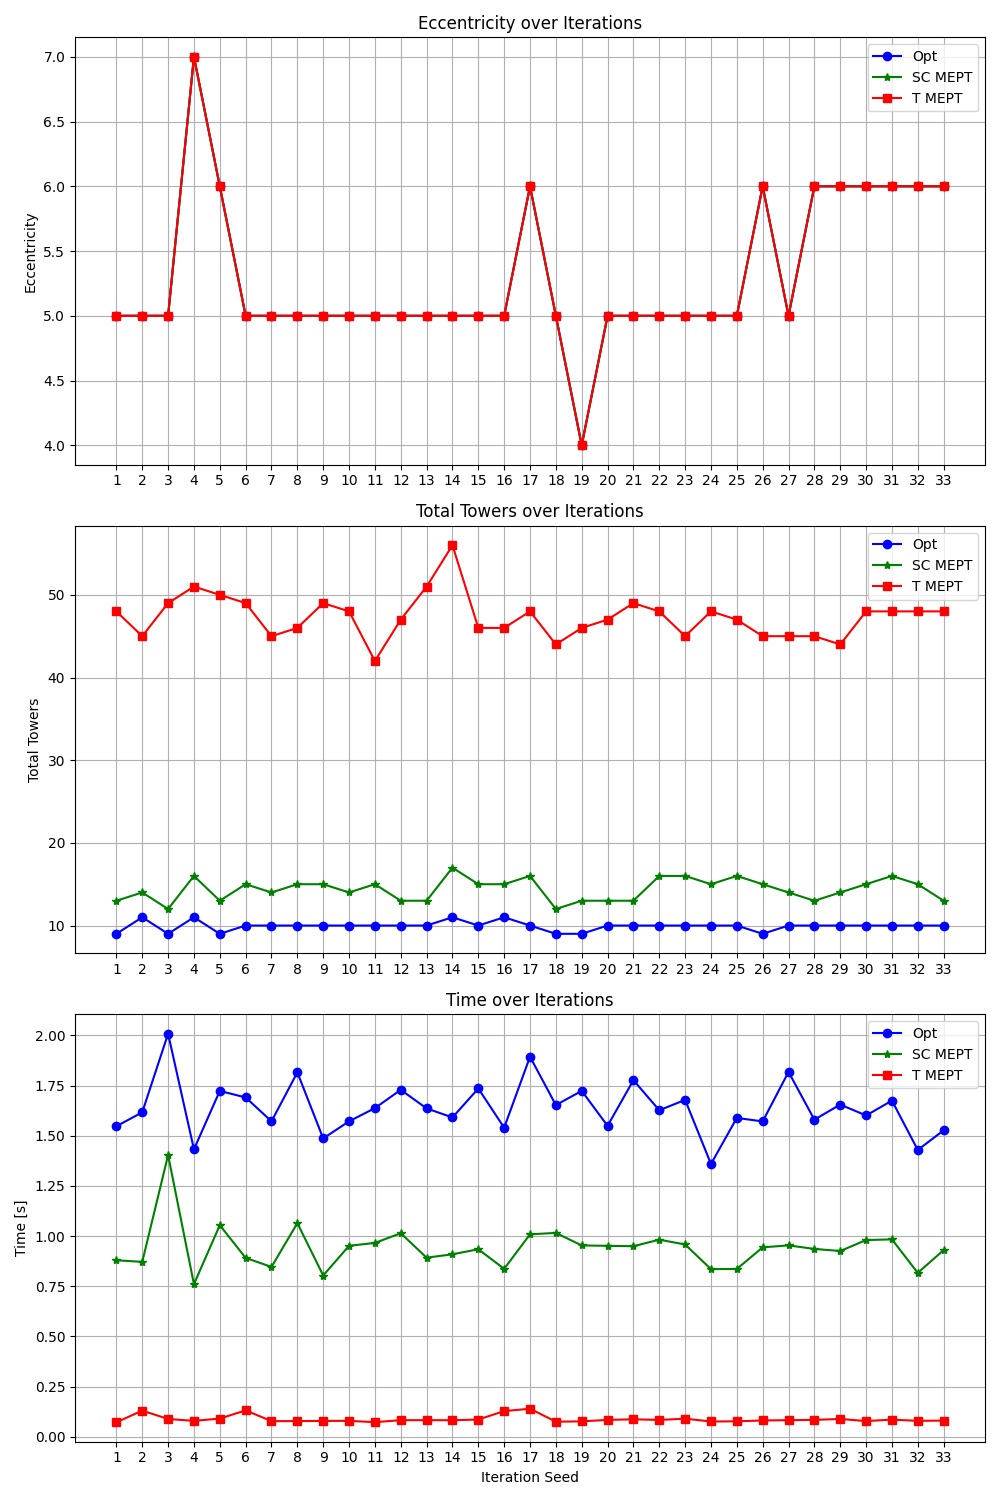 Eccentricity over Iterations
Opt
SC MEPT
T MEPT
Eccentricity
7.0
6.5
6.0
5.5
5.0
4.5
4.0
1 2 3 4 5 6 7 8 9 10 11 12 13 14 15 16 17 18 19 20 21 22 23 24 25 26 27 28 29 30 31 32 33
Total Towers over Iterations
Opt
SC MEPT
T MEPT
Total Towers
50
40
30
20
10
1 2 3 4 5 6 7 8 9 10 11 12 13 14 15 16 17 18 19 20 21 22 23 24 25 26 27 28 29 30 31 32 33
Time over Iterations
Opt
SC MEPT
T MEPT
Time [s]
2.00
1.75
1.50
1.25
1.00
0.75
0.50
0.25
0.00
1 2 3 4 5 6 7 8 9 10 11 12 13 14 15 16 17 18 19 20 21 22 23 24 25 26 27 28 29 30 31 32 33
Iteration Seed